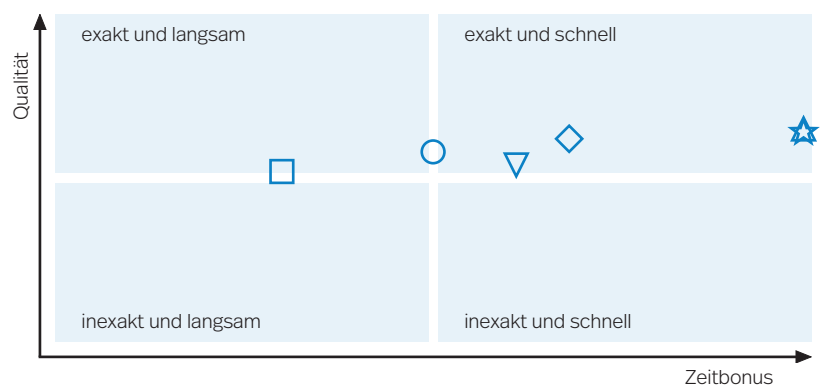 exakt und langsam
exakt und schnell
Qualität
inexakt und langsam
inexakt und schnell
Zeitbonus